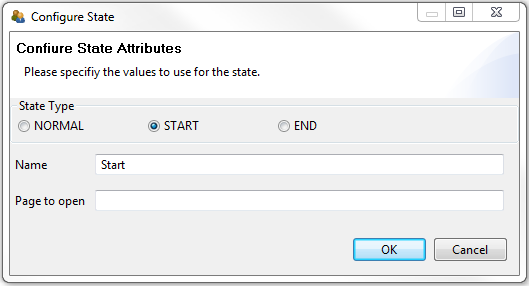 Configure State
Confiure State Attributes
Please specifiy the values to use for the state.
State Type
NORMAL START END
Name Start
Page to open
OK Cancel